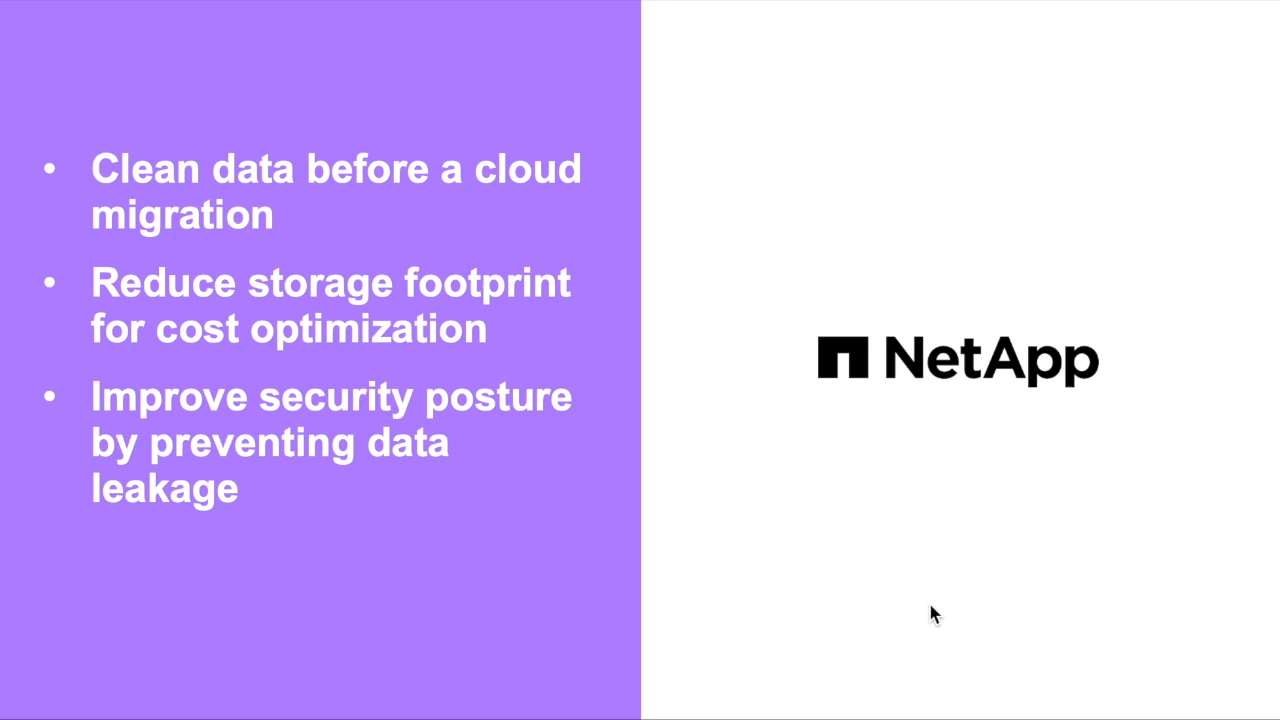 • Clean data before a cloud
migration
• Reduce storage footprint
for cost optimization
• Improve security posture
by preventing data
leakage
NetApp